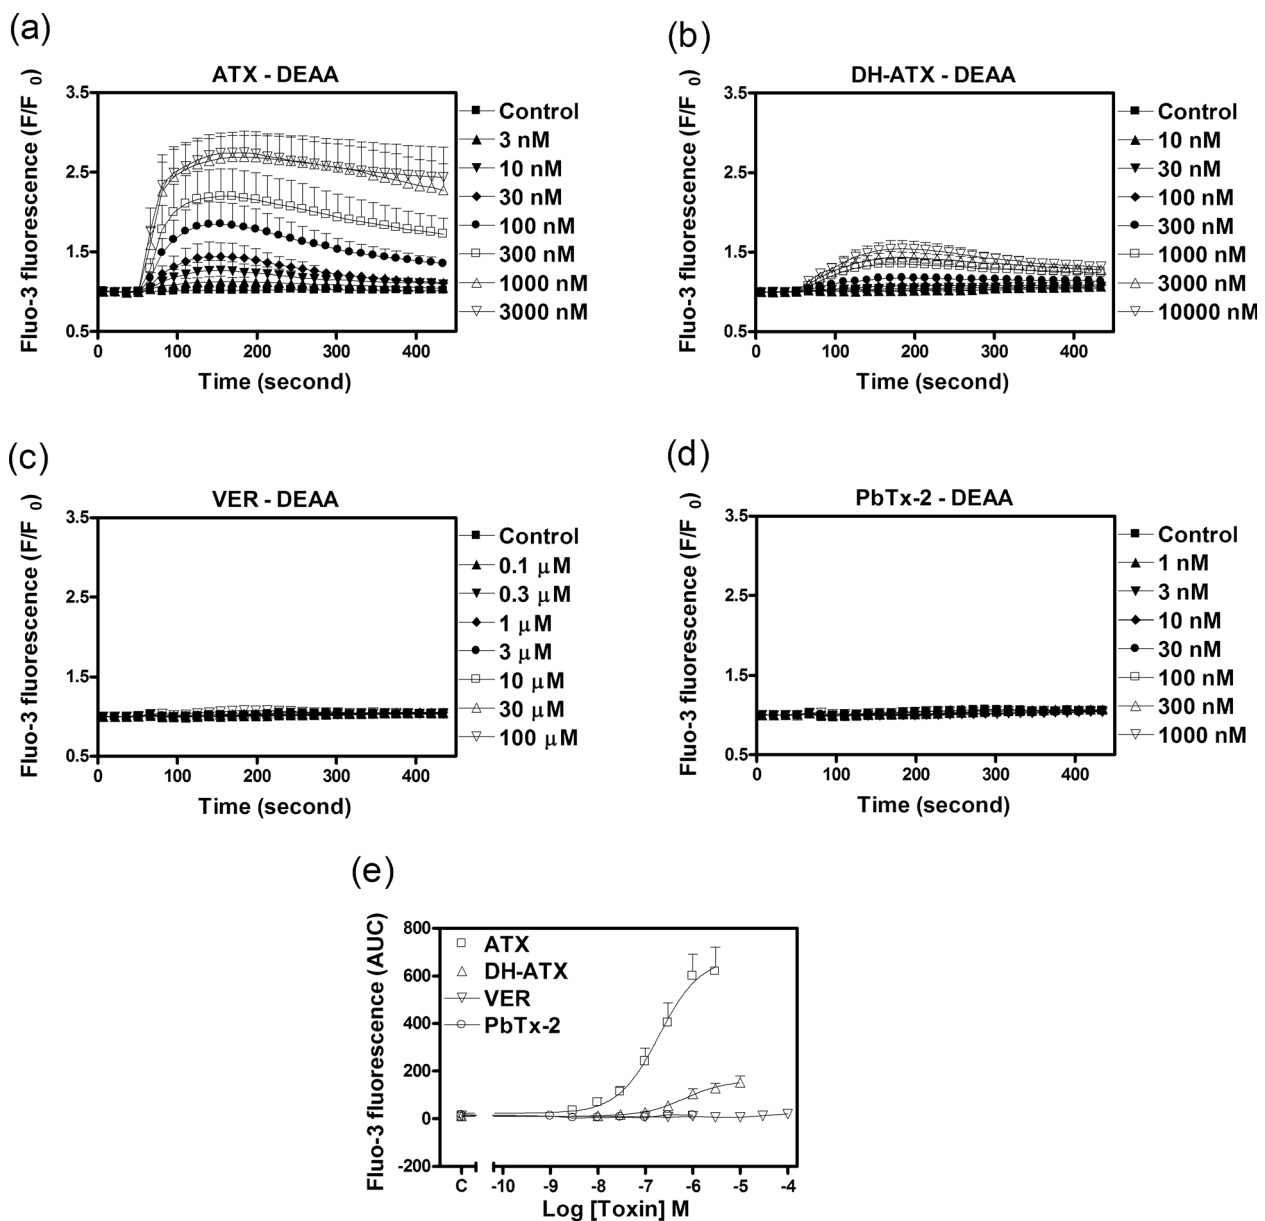 (a)
ATX - DEAA
Fluo-3 fluorescence (F/F 0)
3.5
2.5
1.5
0.5
0 100 200 300 400
Time (second)
Control
3 nM
10 nM
30 nM
100 nM
300 nM
1000 nM
3000 nM
(b)
DH-ATX - DEAA
Fluo-3 fluorescence (F/F 0)
3.5
2.5
1.5
0.5
0 100 200 300 400
Time (second)
Control
10 nM
30 nM
100 nM
300 nM
1000 nM
3000 nM
10000 nM
(c)
VER - DEAA
Fluo-3 fluorescence (F/F 0)
3.5
2.5
1.5
0.5
0 100 200 300 400
Time (second)
Control
0.1 μM
0.3 μM
1 μM
3 μM
10 μM
30 μM
100 μM
(d)
PbTx-2 - DEAA
Fluo-3 fluorescence (F/F 0)
3.5
2.5
1.5
0.5
0 100 200 300 400
Time (second)
Control
1 nM
3 nM
10 nM
30 nM
100 nM
300 nM
1000 nM
(e)
Fluo-3 fluorescence (AUC)
800
600
400
200
0
-200
ATX
DH-ATX
VER
PbTx-2
C -10 -9 -8 -7 -6 -5 -4
Log [Toxin] M